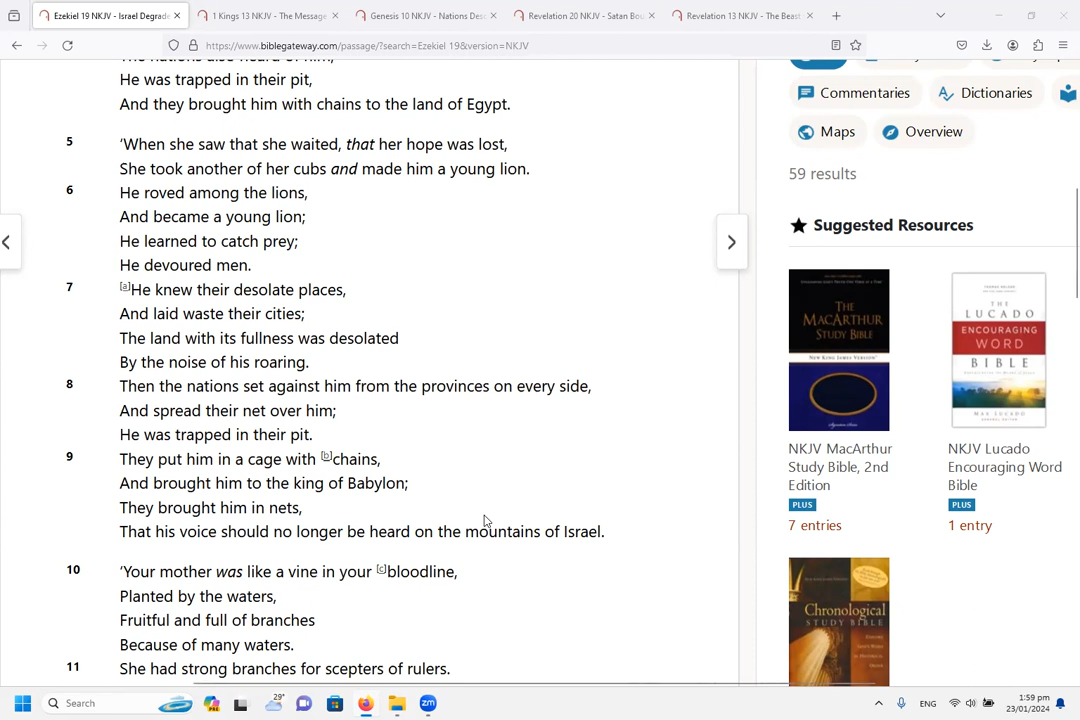 Ezekiel 19 NKJV - Israel Degrade
1 Kings 13 NKJV - The Message
Genesis 10 NKJV - Nations Desc
Revelation 20 NKJV - Satan Bou
Revelation 13 NKJV - The Beast
https://www.biblegateway.com/passage/?search=Ezekiel 19&version=NKJV
He was trapped in their pit,
And they brought him with chains to the land of Egypt.
5 ‘When she saw that she waited, that her hope was lost,
She took another of her cubs and made him a young lion.
6 He roved among the lions,
And became a young lion;
He learned to catch prey;
He devoured men.
7 [a]He knew their desolate places,
And laid waste their cities;
The land with its fullness was desolated
By the noise of his roaring.
8 Then the nations set against him from the provinces on every side,
And spread their net over him;
He was trapped in their pit.
9 They put him in a cage with [b]chains,
And brought him to the king of Babylon;
They brought him in nets,
That his voice should no longer be heard on the mountains of Israel.
10 ‘Your mother was like a vine in your [c]bloodline,
Planted by the waters,
Fruitful and full of branches
Because of many waters.
11 She had strong branches for scepters of rulers.
Commentaries
Dictionaries
Maps
Overview
59 results
Suggested Resources
THE
MACARTHUR
STUDY BIBLE
NEW KING JAMES VERSION
NKJV MacArthur
Study Bible, 2nd
Edition
PLUS
7 entries
THE
LUCADO
ENCOURAGING
WORD
BIBLE
MAX LUCADO
NKJV Lucado
Encouraging Word
Bible
PLUS
1 entry
Chronological
STUDY BIBLE
Search
29°
ENG
1:59 pm
23/01/2024